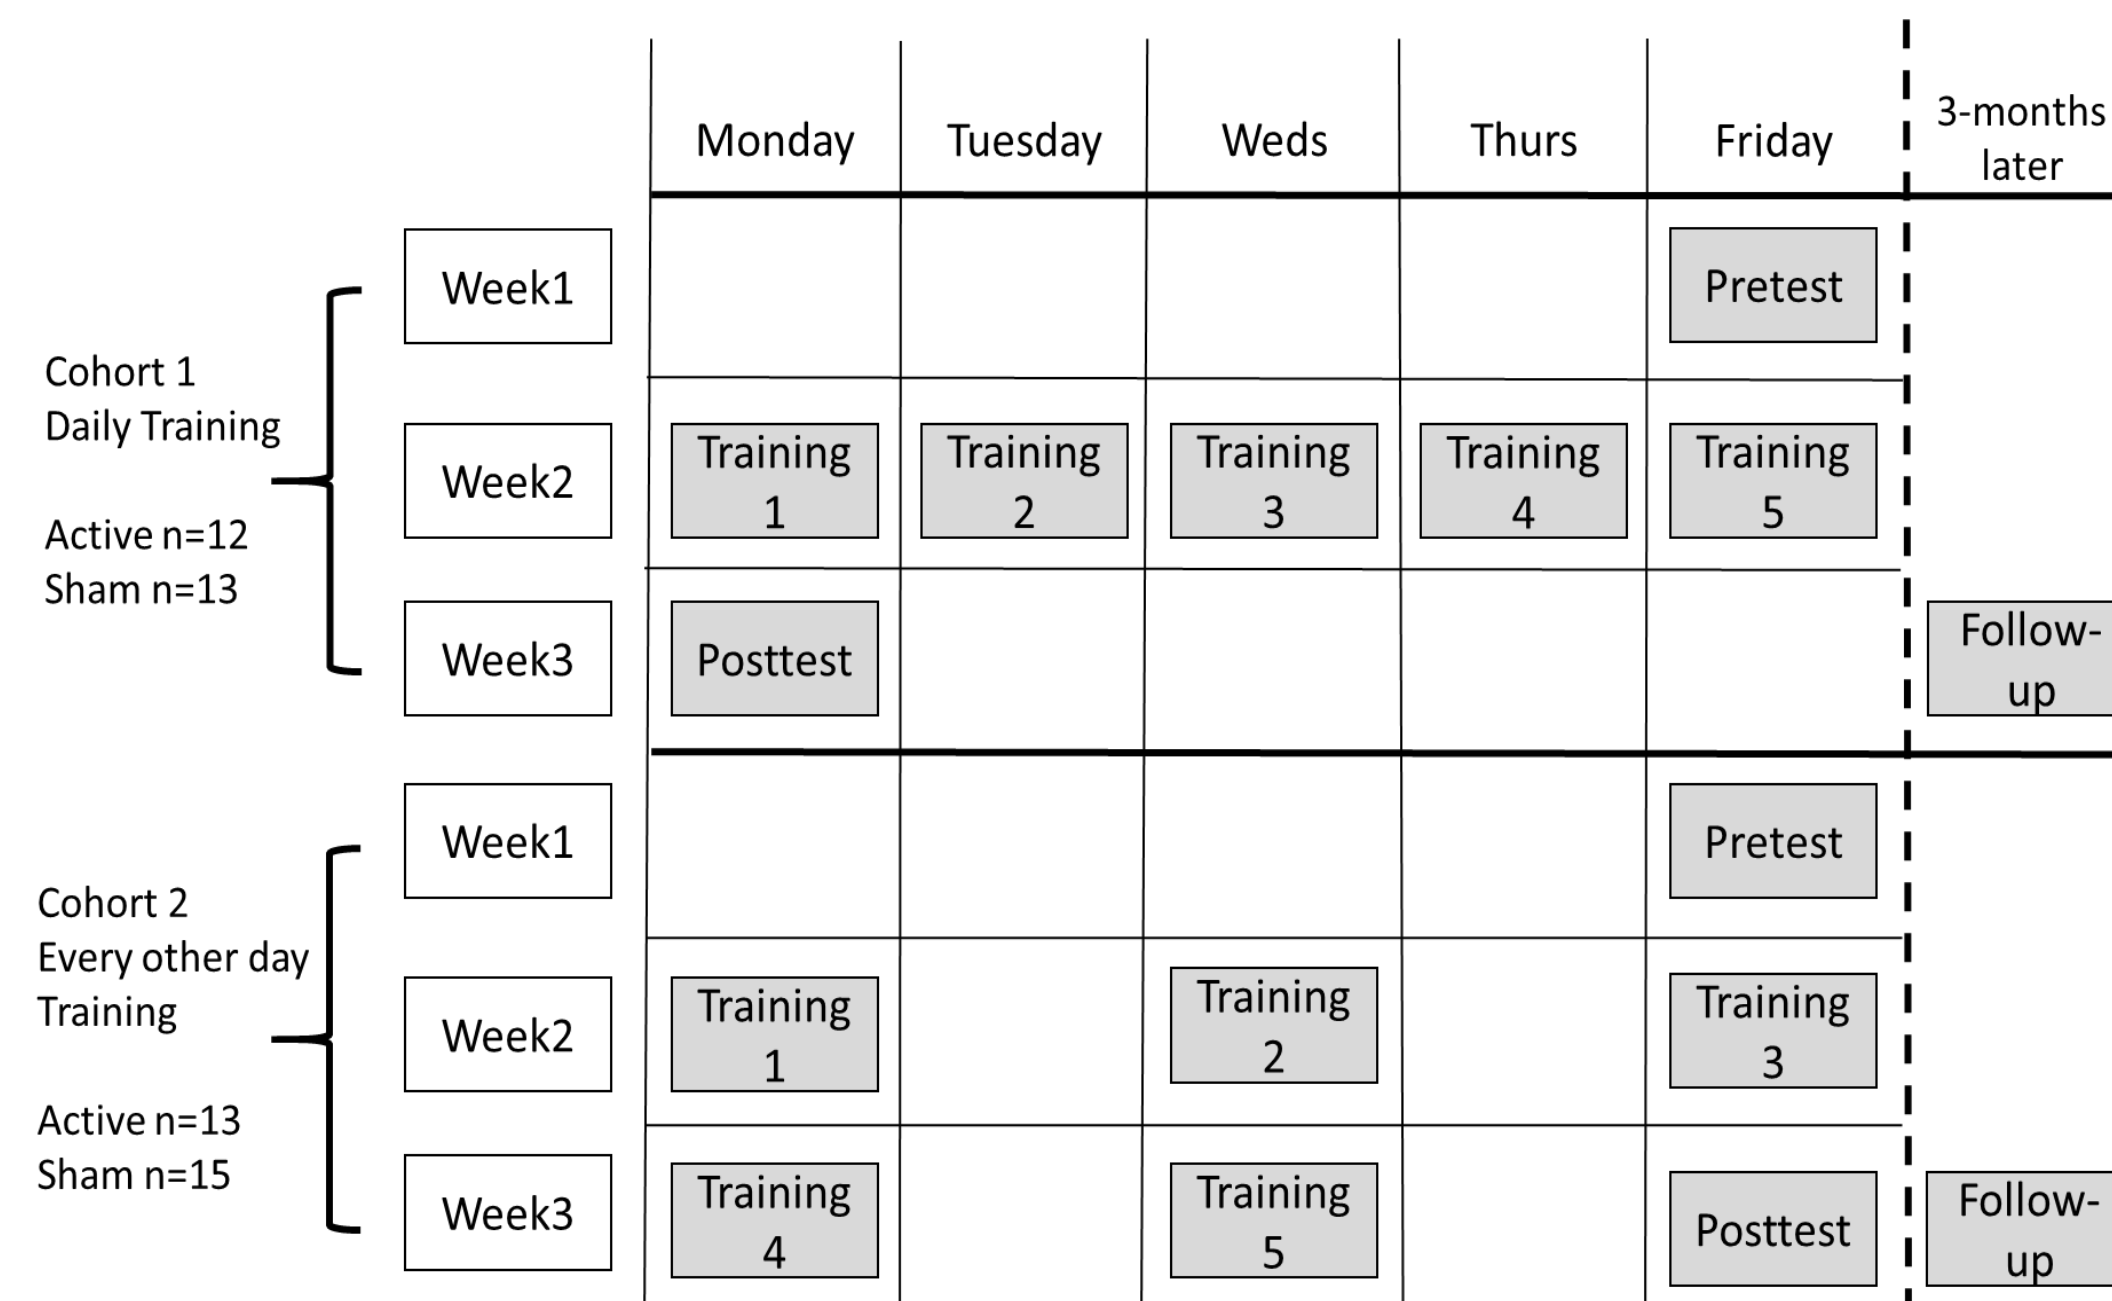 Monday Tuesday Weds Thurs Friday 3-months
later
Week1 Pretest
Cohort 1
Daily Training
Active n=12
Sham n=13
Week2 Training Training Training Training Training
1 2 3 4 5
Week3 Posttest Follow-
up
Week1 Pretest
Cohort 2
Every other day
Training
Active n=13
Sham n=15
Week2 Training Training Training
1 2 3
Week3 Training Training Posttest Follow-
4 5 up